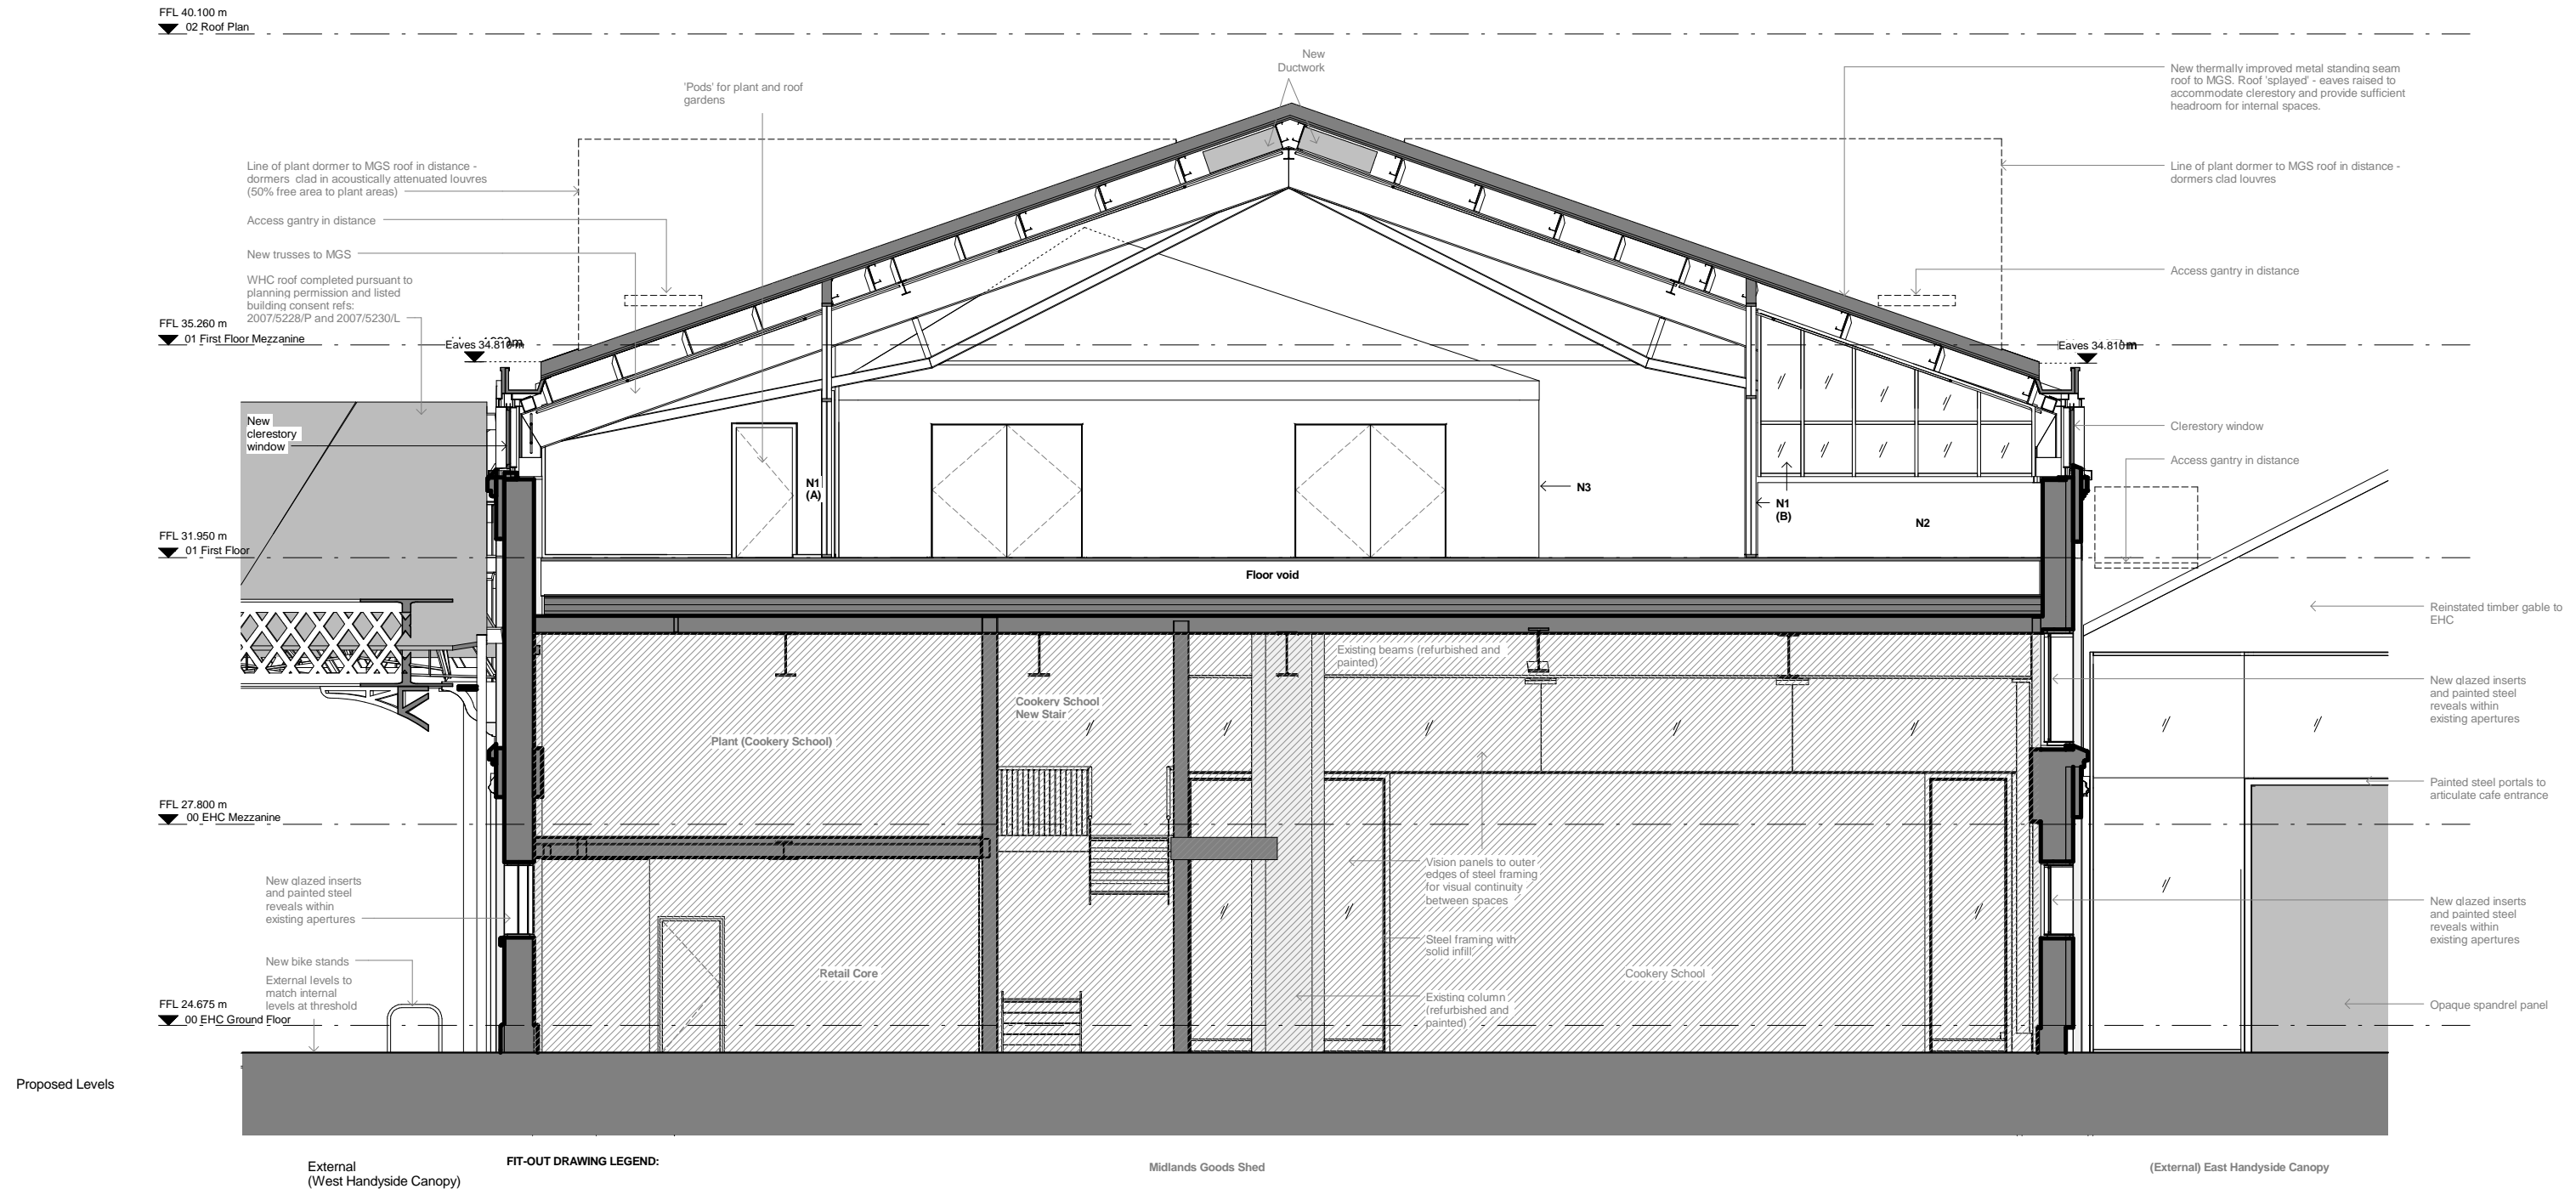 FFL 40.100 m
02 Roof Plan
New
Ductwork
'Pods' for plant and roof
gardens
New thermally improved metal standing seam
roof to MGS. Roof 'splayed' - eaves raised to
accommodate clerestory and provide sufficient
headroom for internal spaces.
Line of plant dormer to MGS roof in distance -
dormers clad in acoustically attenuated louvres
(50% free area to plant areas)
Line of plant dormer to MGS roof in distance -
dormers clad louvres
Access gantry in distance
New trusses to MGS
Access gantry in distance
WHC roof completed pursuant to
planning permission and listed
building consent refs:
2007/5228/P and 2007/5230/L
FFL 35.260 m
01 First Floor Mezzanine
Eaves 34.810 m
Eaves 34.810 m
New
clerestory
window
Clerestory window
Access gantry in distance
N1
(A)
N3
N1
(B)
N2
FFL 31.950 m
01 First Floor
Floor void
Reinstated timber gable to
EHC
Existing beams (refurbished and
painted)
Cookery School
New Stair
Plant (Cookery School)
New glazed inserts
and painted steel
reveals within
existing apertures
Painted steel portals to
articulate cafe entrance
FFL 27.800 m
00 EHC Mezzanine
New glazed inserts
and painted steel
reveals within
existing apertures
Vision panels to outer
edges of steel framing
for visual continuity
between spaces
New glazed inserts
and painted steel
reveals within
existing apertures
Steel framing with
solid infill
New bike stands
External levels to
match internal
levels at threshold
Retail Core
Cookery School
Existing column
(refurbished and
painted)
Opaque spandrel panel
FFL 24.675 m
00 EHC Ground Floor
Proposed Levels
External
(West Handyside Canopy)
FIT-OUT DRAWING LEGEND:
Midlands Goods Shed
(External) East Handyside Canopy